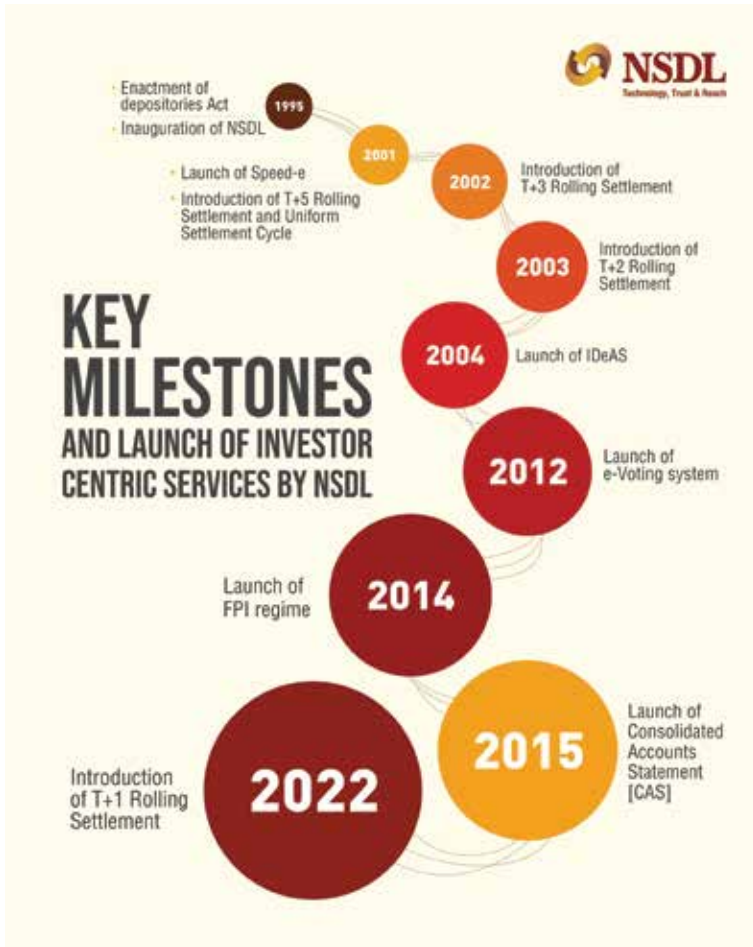 NSDL
Technology, Trust & Reach
· Enactment of
depositories Act
· Inauguration of NSDL
1995
2001
· Launch of Speed-e
· Introduction of T+5 Rolling
Settlement and Uniform
Settlement Cycle
2002
Introduction of
T+3 Rolling Settlement
2003
Introduction of
T+2 Rolling
Settlement
KEY
MILESTONES
AND LAUNCH OF INVESTOR
CENTRIC SERVICES BY NSDL
2004
Launch of IDeAS
2012
Launch of
e-Voting system
2014
Launch of
FPI regime
2015
Launch of
Consolidated
Accounts
Statement
[CAS]
2022
Introduction
of T+1 Rolling
Settlement